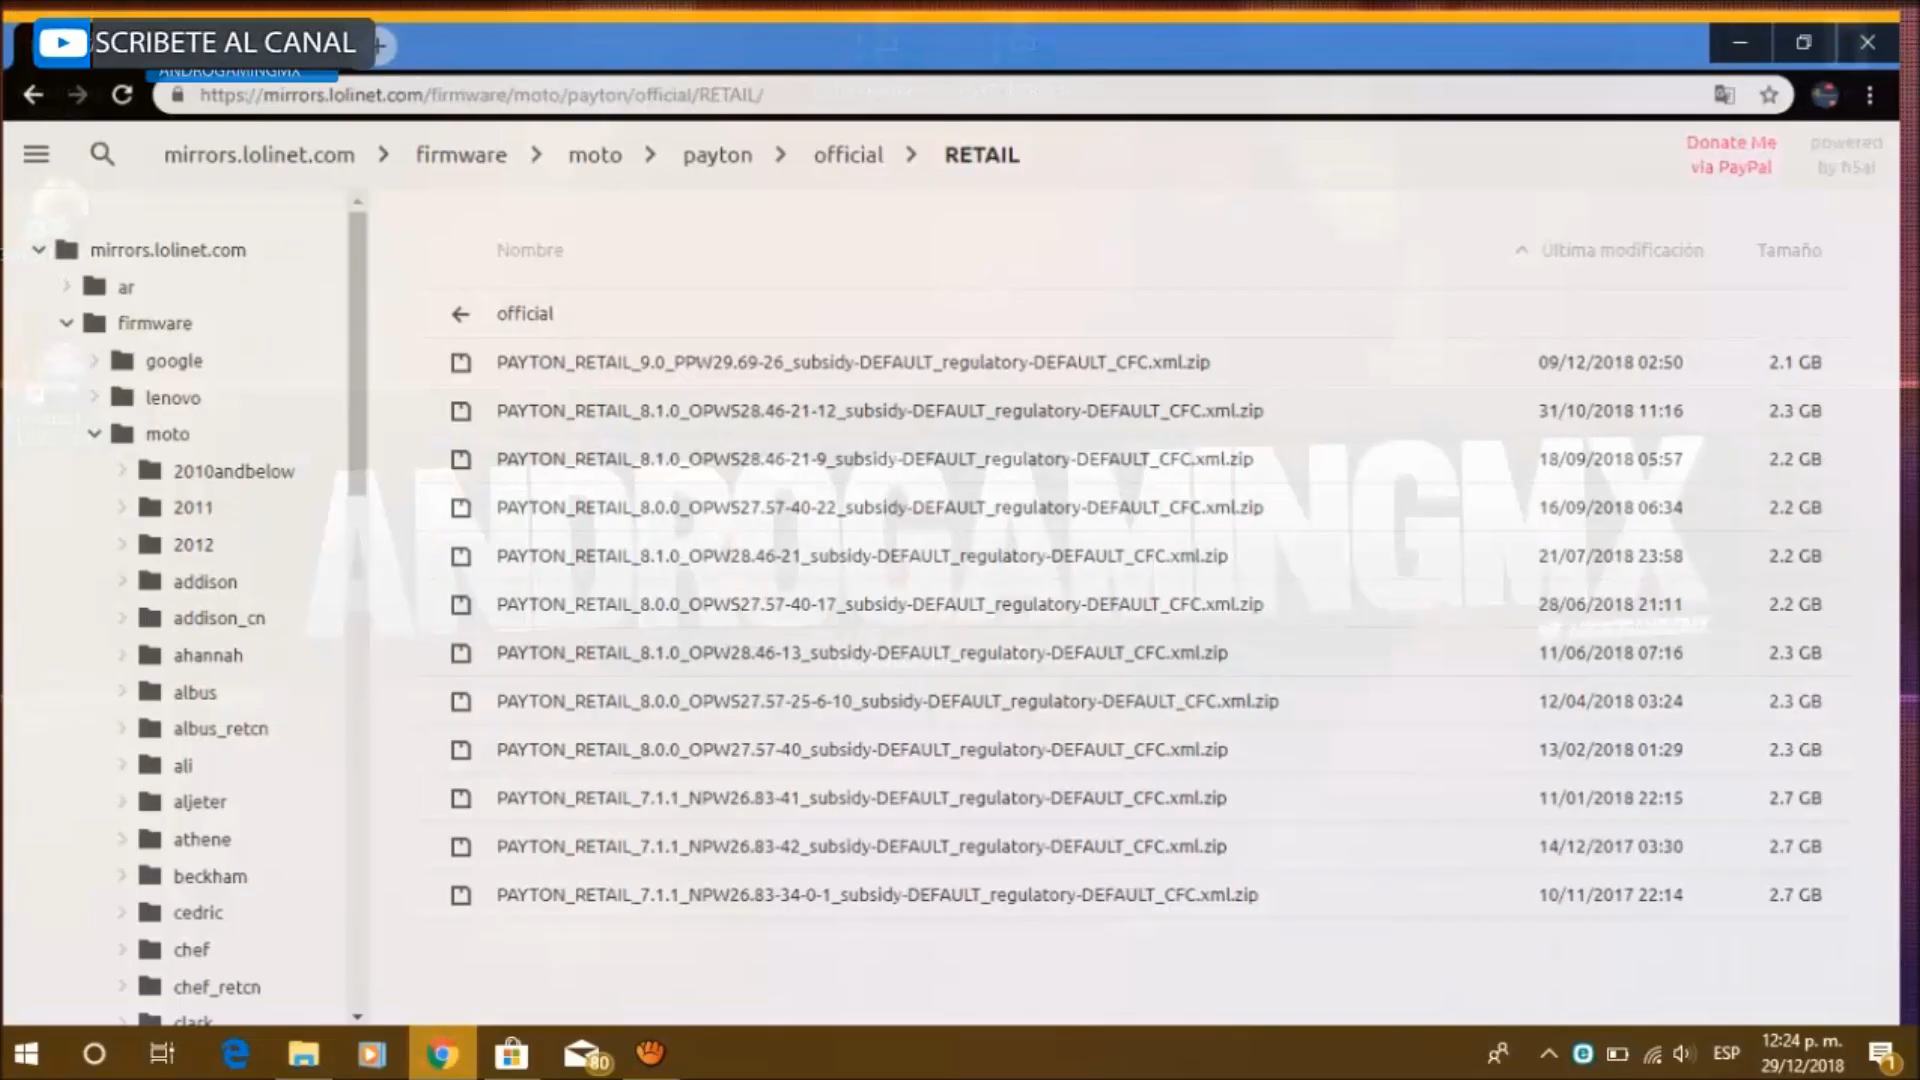 SCRIBETE AL CANAL
ANDROGAMINGMX
https://mirrors.lolinet.com/firmware/moto/payton/official/RETAIL/
mirrors.lolinet.com > firmware > moto > payton > official > RETAIL
Donate Me
via PayPal
powered
by h5ai
mirrors.lolinet.com
ar
firmware
google
lenovo
moto
2010andbelow
2011
2012
addison
addison_cn
ahannah
albus
albus_retcn
ali
aljeter
athene
beckham
cedric
chef
chef_retcn
clark
Nombre Última modificación Tamaño
official
PAYTON_RETAIL_9.0_PPW29.69-26_subsidy-DEFAULT_regulatory-DEFAULT_CFC.xml.zip 09/12/2018 02:50 2.1 GB
PAYTON_RETAIL_8.1.0_OPWS28.46-21-12_subsidy-DEFAULT_regulatory-DEFAULT_CFC.xml.zip 31/10/2018 11:16 2.3 GB
PAYTON_RETAIL_8.1.0_OPWS28.46-21-9_subsidy-DEFAULT_regulatory-DEFAULT_CFC.xml.zip 18/09/2018 05:57 2.2 GB
PAYTON_RETAIL_8.0.0_OPWS27.57-40-22_subsidy-DEFAULT_regulatory-DEFAULT_CFC.xml.zip 16/09/2018 06:34 2.2 GB
PAYTON_RETAIL_8.1.0_OPW28.46-21_subsidy-DEFAULT_regulatory-DEFAULT_CFC.xml.zip 21/07/2018 23:58 2.2 GB
PAYTON_RETAIL_8.0.0_OPWS27.57-40-17_subsidy-DEFAULT_regulatory-DEFAULT_CFC.xml.zip 28/06/2018 21:11 2.2 GB
PAYTON_RETAIL_8.1.0_OPW28.46-13_subsidy-DEFAULT_regulatory-DEFAULT_CFC.xml.zip 11/06/2018 07:16 2.3 GB
PAYTON_RETAIL_8.0.0_OPWS27.57-25-6-10_subsidy-DEFAULT_regulatory-DEFAULT_CFC.xml.zip 12/04/2018 03:24 2.3 GB
PAYTON_RETAIL_8.0.0_OPW27.57-40_subsidy-DEFAULT_regulatory-DEFAULT_CFC.xml.zip 13/02/2018 01:29 2.3 GB
PAYTON_RETAIL_7.1.1_NPW26.83-41_subsidy-DEFAULT_regulatory-DEFAULT_CFC.xml.zip 11/01/2018 22:15 2.7 GB
PAYTON_RETAIL_7.1.1_NPW26.83-42_subsidy-DEFAULT_regulatory-DEFAULT_CFC.xml.zip 14/12/2017 03:30 2.7 GB
PAYTON_RETAIL_7.1.1_NPW26.83-34-0-1_subsidy-DEFAULT_regulatory-DEFAULT_CFC.xml.zip 10/11/2017 22:14 2.7 GB
ANDROGAMINGMX
80
ESP
12:24 p. m.
29/12/2018
1